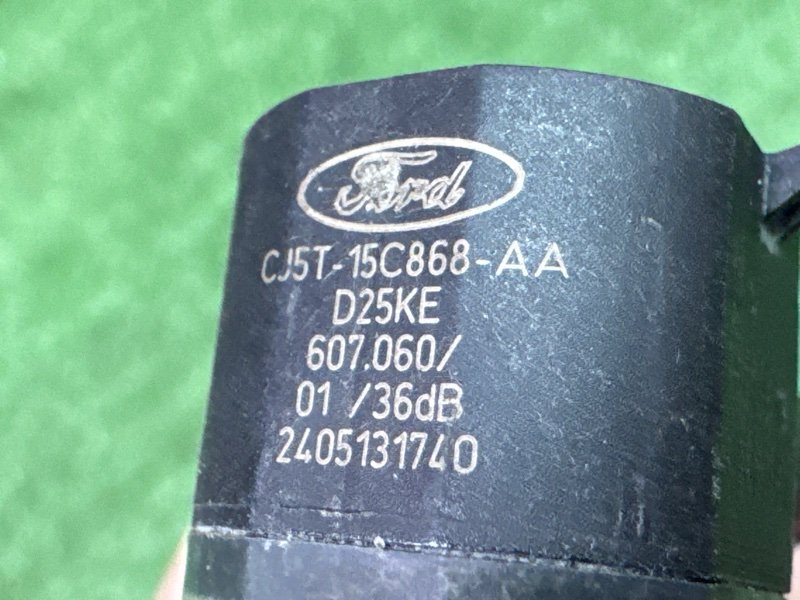 Ford
CJ5T-15C868-AA
D25KE
607.060/
01 /36dB
2405131740